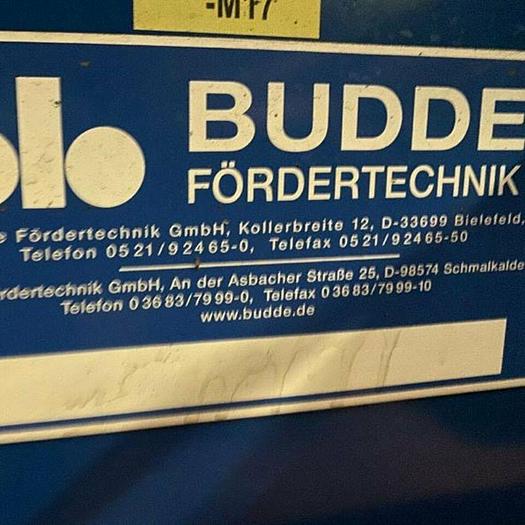 -M17
BUDDE
FÖRDERTECHNIK
Fördertechnik GmbH, Kollerbreite 12, D-33699 Bielefeld,
Telefon 05 21/9 24 65-0, Telefax 05 21/9 24 65-50
rdertechnik GmbH, An der Asbacher Straße 25, D-98574 Schmalkalde
Telefon 0 36 83/79 99-0, Telefax 0 36 83/79 99-10
www.budde.de